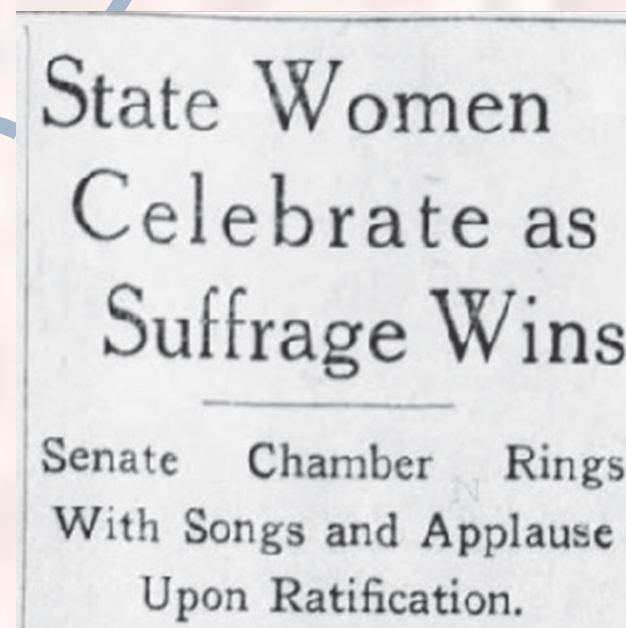 State Women
Celebrate as
Suffrage Wins
Senate Chamber Rings
With Songs and Applause
Upon Ratification.